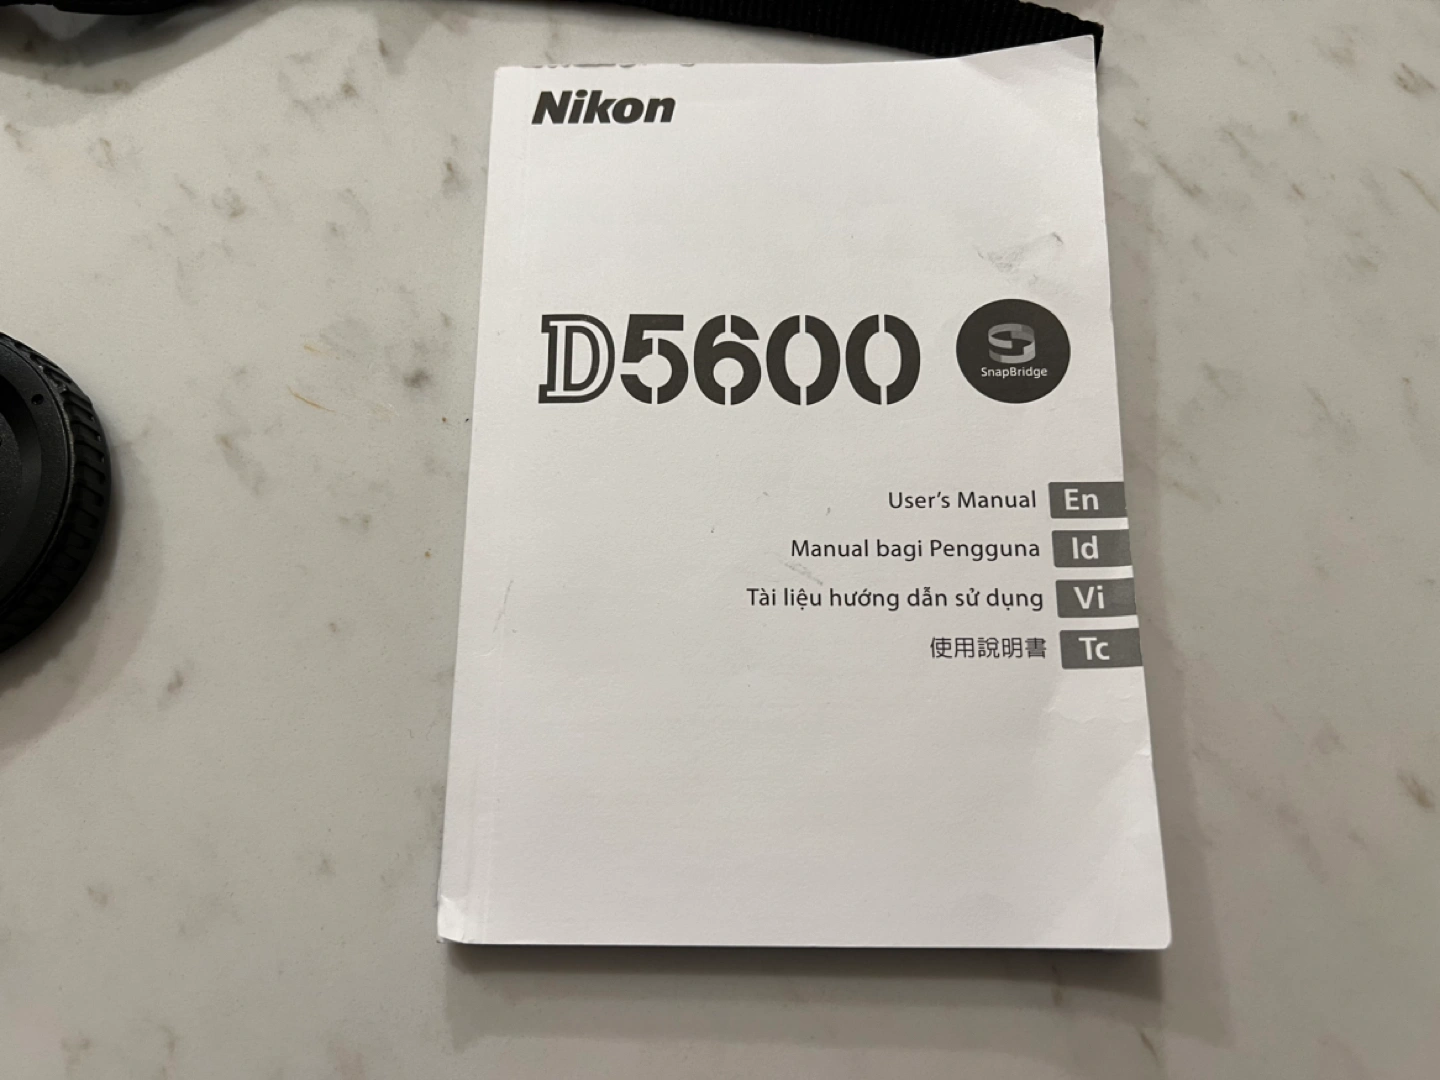 Nikon
D5600
SnapBridge
User's Manual En
Manual bagi Pengguna Id
Tài liệu hướng dẫn sử dụng Vi
使用說明書 Tc